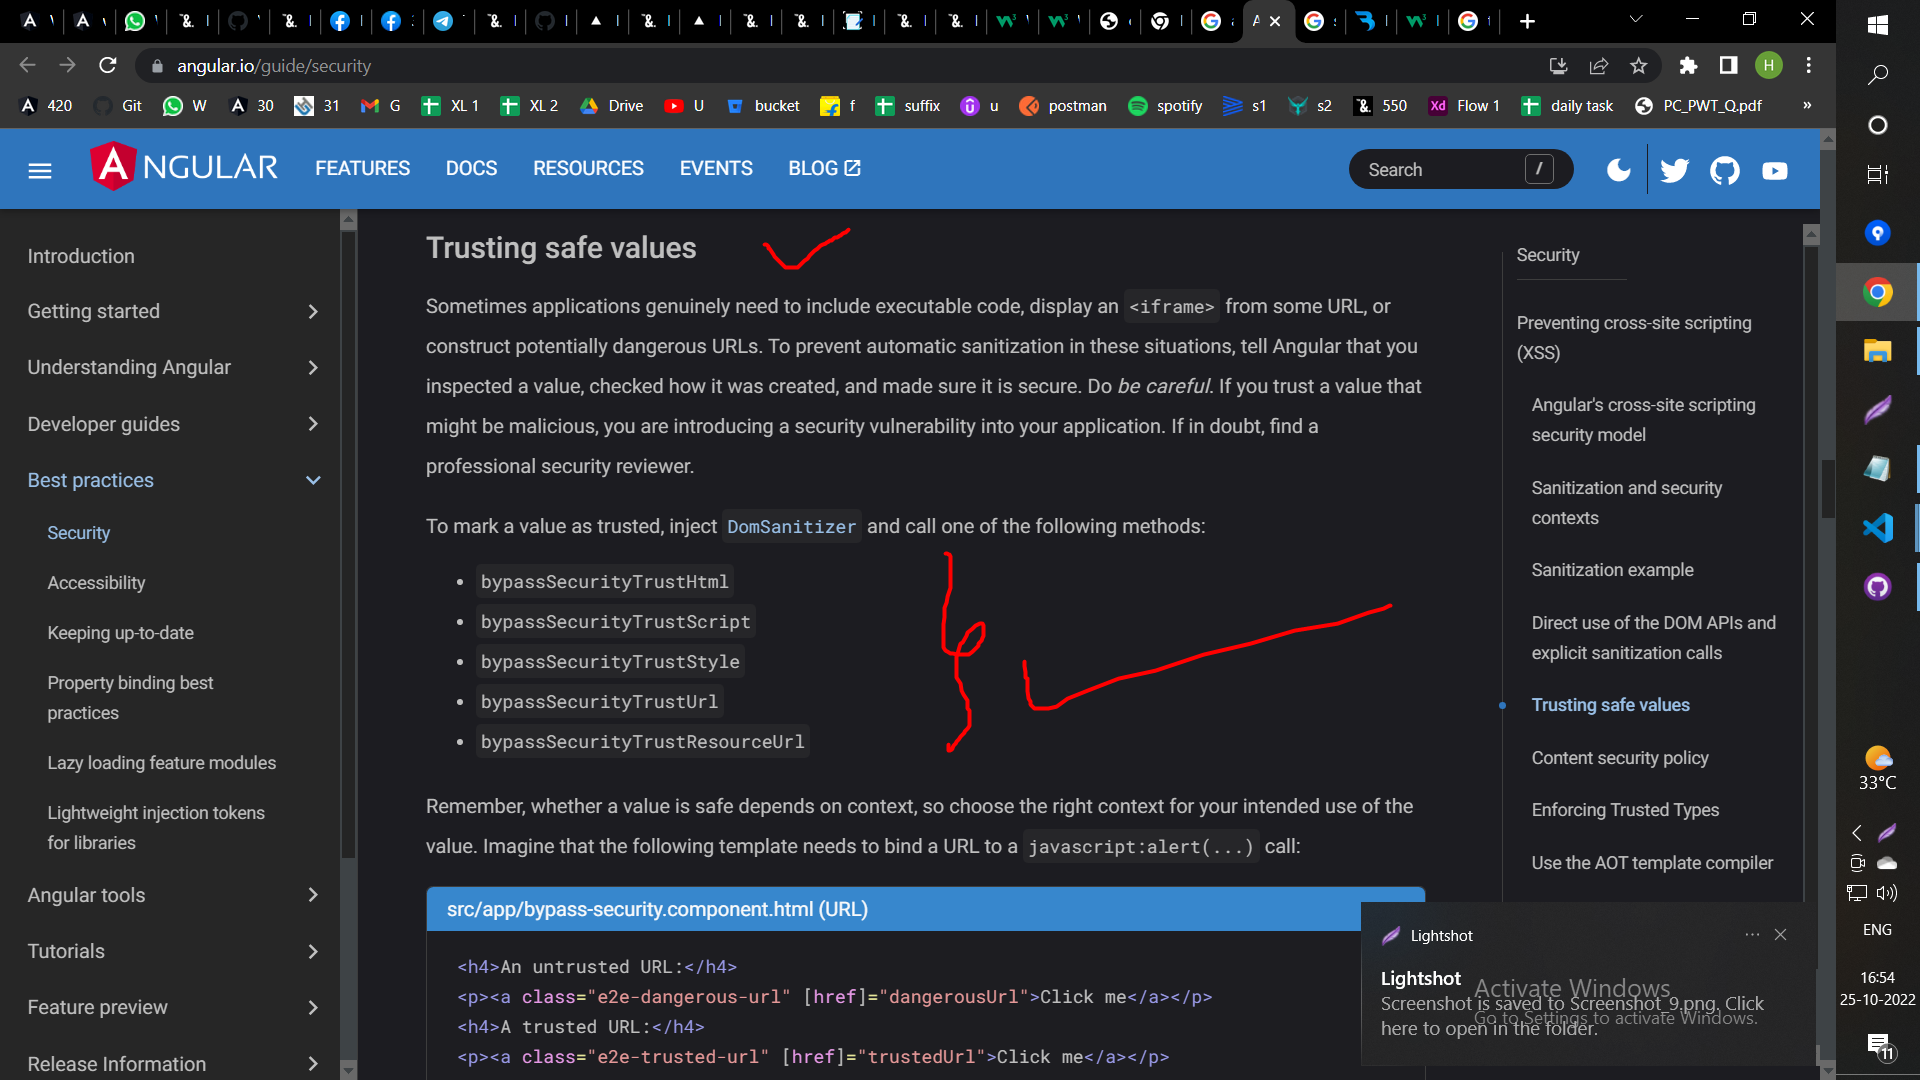 angular.io/guide/security
H
420
Git
W
30
31
G
XL 1
XL 2
Drive
U
bucket
f
suffix
u
postman
spotify
s1
s2
550
Flow 1
daily task
PC_PWT_Q.pdf
»
ANGULAR
FEATURES
DOCS
RESOURCES
EVENTS
BLOG
Search
/
Introduction
Getting started
Understanding Angular
Developer guides
Best practices
Security
Accessibility
Keeping up-to-date
Property binding best
practices
Lazy loading feature modules
Lightweight injection tokens
for libraries
Angular tools
Tutorials
Feature preview
Release Information
Trusting safe values
Sometimes applications genuinely need to include executable code, display an <iframe> from some URL, or
construct potentially dangerous URLs. To prevent automatic sanitization in these situations, tell Angular that you
inspected a value, checked how it was created, and made sure it is secure. Do be careful. If you trust a value that
might be malicious, you are introducing a security vulnerability into your application. If in doubt, find a
professional security reviewer.
To mark a value as trusted, inject DomSanitizer and call one of the following methods:
• bypassSecurityTrustHtml
• bypassSecurityTrustScript
• bypassSecurityTrustStyle
• bypassSecurityTrustUrl
• bypassSecurityTrustResourceUrl
Remember, whether a value is safe depends on context, so choose the right context for your intended use of the
value. Imagine that the following template needs to bind a URL to a javascript:alert(...) call:
src/app/bypass-security.component.html (URL)
<h4>An untrusted URL:</h4>
<p><a class="e2e-dangerous-url" [href]="dangerousUrl">Click me</a></p>
<h4>A trusted URL:</h4>
<p><a class="e2e-trusted-url" [href]="trustedUrl">Click me</a></p>
Security
Preventing cross-site scripting
(XSS)
Angular's cross-site scripting
security model
Sanitization and security
contexts
Sanitization example
Direct use of the DOM APIs and
explicit sanitization calls
Trusting safe values
Content security policy
Enforcing Trusted Types
Use the AOT template compiler
Lightshot
Lightshot
Screenshot is saved to Screenshot_9.png. Click
here to open in the folder.
Activate Windows
Go to Settings to activate Windows.
33°C
ENG
16:54
25-10-2022
11